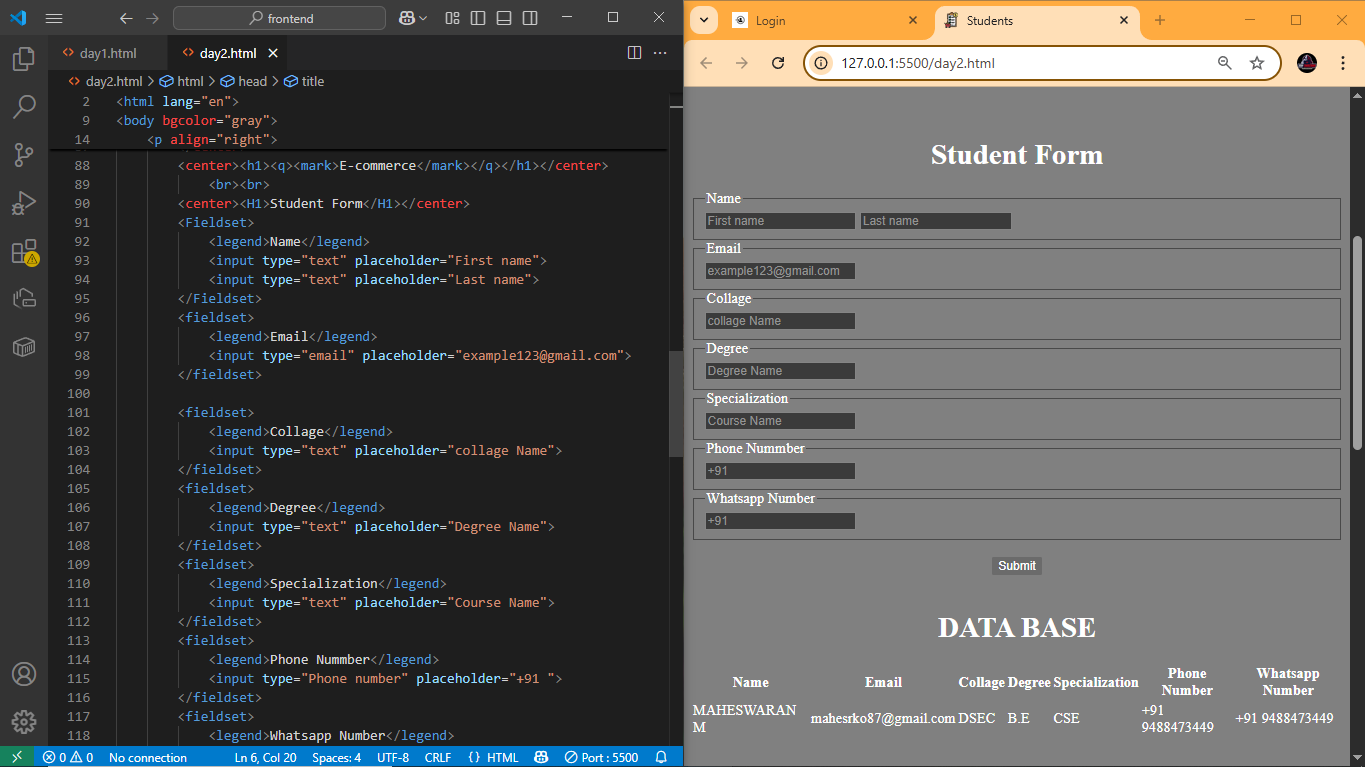 frontend
day1.html
day2.html
day2.html > html > head > title
2 <html lang="en">
9 <body bgcolor="gray">
14 <p align="right">
88 <center><h1><q><mark>E-commerce</mark></q></h1></center>
89 <br><br>
90 <center><H1>Student Form</H1></center>
91 <Fieldset>
92 <legend>Name</legend>
93 <input type="text" placeholder="First name">
94 <input type="text" placeholder="Last name">
95 </Fieldset>
96 <fieldset>
97 <legend>Email</legend>
98 <input type="email" placeholder="example123@gmail.com">
99 </fieldset>
100
101 <fieldset>
102 <legend>Collage</legend>
103 <input type="text" placeholder="collage Name">
104 </fieldset>
105 <fieldset>
106 <legend>Degree</legend>
107 <input type="text" placeholder="Degree Name">
108 </fieldset>
109 <fieldset>
110 <legend>Specialization</legend>
111 <input type="text" placeholder="Course Name">
112 </fieldset>
113 <fieldset>
114 <legend>Phone Nummber</legend>
115 <input type="Phone number" placeholder="+91 ">
116 </fieldset>
117 <fieldset>
118 <legend>Whatsapp Number</legend>
0 0 No connection Ln 6, Col 20 Spaces: 4 UTF-8 CRLF {} HTML Port : 5500
Login
Students
127.0.0.1:5500/day2.html
Student Form
Name
First name Last name
Email
example123@gmail.com
Collage
collage Name
Degree
Degree Name
Specialization
Course Name
Phone Nummber
+91
Whatsapp Number
+91
Submit
DATA BASE
Name Email Collage Degree Specialization Phone Number Whatsapp Number
MAHESWARAN M mahesrko87@gmail.com DSEC B.E CSE +91 9488473449 +91 9488473449